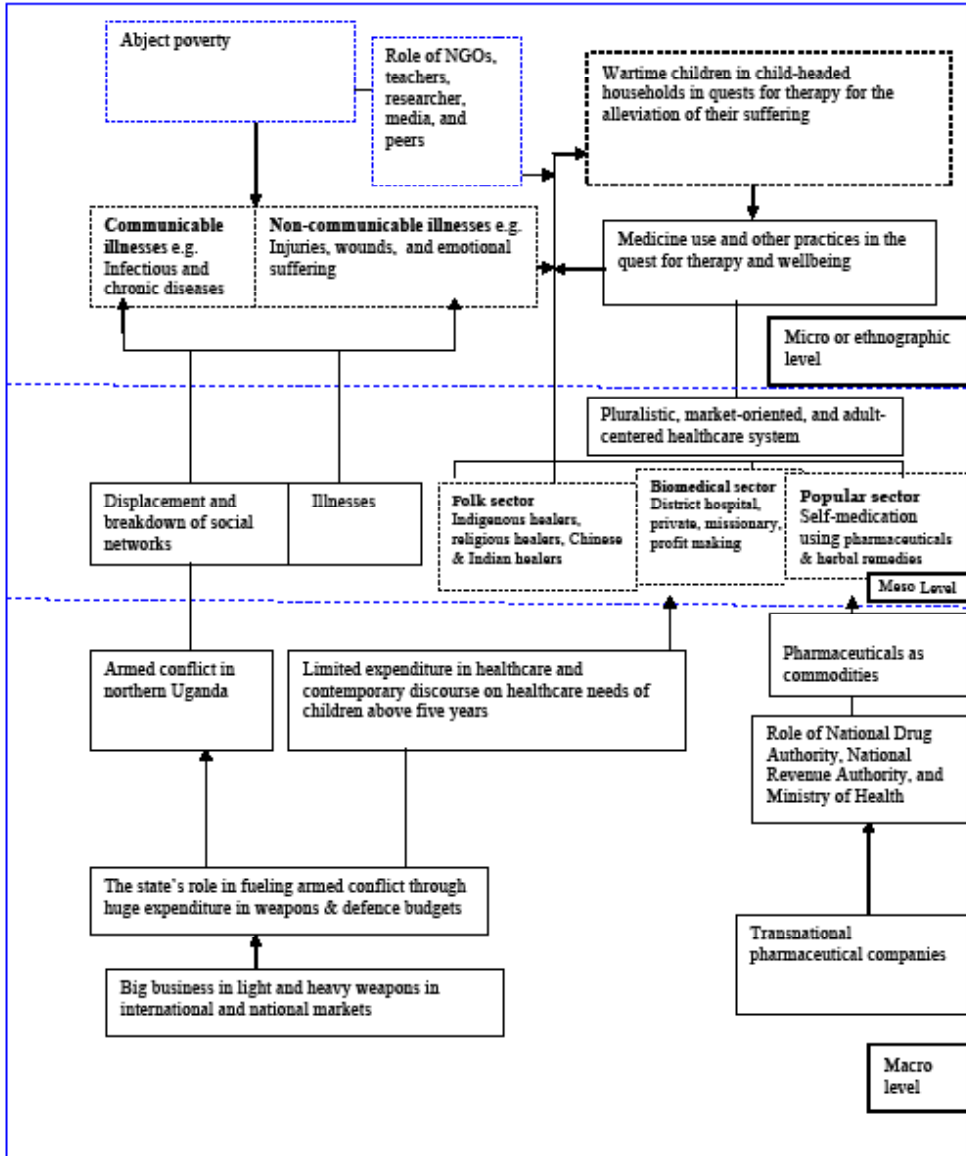 Abject poverty
Role of NGOs,
teachers,
researcher,
media, and
peers
Wartime children in child-headed
households in quests for therapy for the
alleviation of their suffering
Communicable
illnesses e.g.
Infectious and
chronic diseases
Non-communicable illnesses e.g.
Injuries, wounds, and emotional
suffering
Medicine use and other practices in the
quest for therapy and wellbeing
Micro or ethnographic
level
Pluralistic, market-oriented, and adult-
centered healthcare system
Displacement and
breakdown of social
networks
Illnesses
Folk sector
Indigenous healers,
religious healers, Chinese
& Indian healers
Biomedical sector
District hospital,
private, missionary,
profit making
Popular sector
Self-medication
using pharmaceuticals
& herbal remedies
Meso Level
Armed conflict in
northern Uganda
Limited expenditure in healthcare and
contemporary discourse on healthcare needs of
children above five years
Pharmaceuticals as
commodities
Role of National Drug
Authority, National
Revenue Authority, and
Ministry of Health
The state's role in fueling armed conflict through
huge expenditure in weapons & defence budgets
Transnational
pharmaceutical companies
Big business in light and heavy weapons in
international and national markets
Macro
level